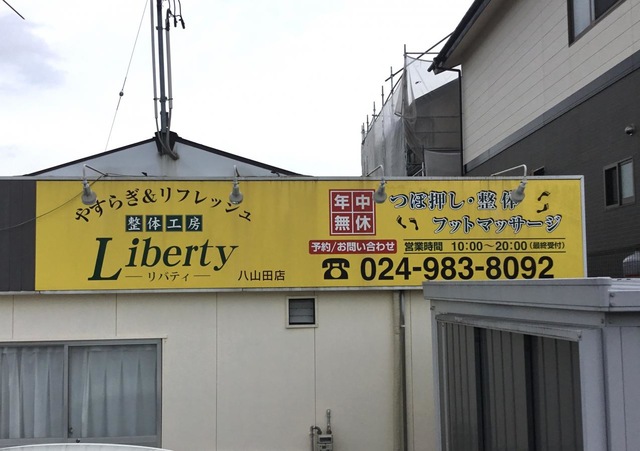 やすらぎ&リフレッシュ
整体工房
Liberty
リバティ
八山田店
年中
無休
つぼ押し・整体
フットマッサージ
予約/お問い合わせ
営業時間 10:00~20:00(最終受付)
☎024-983-8092